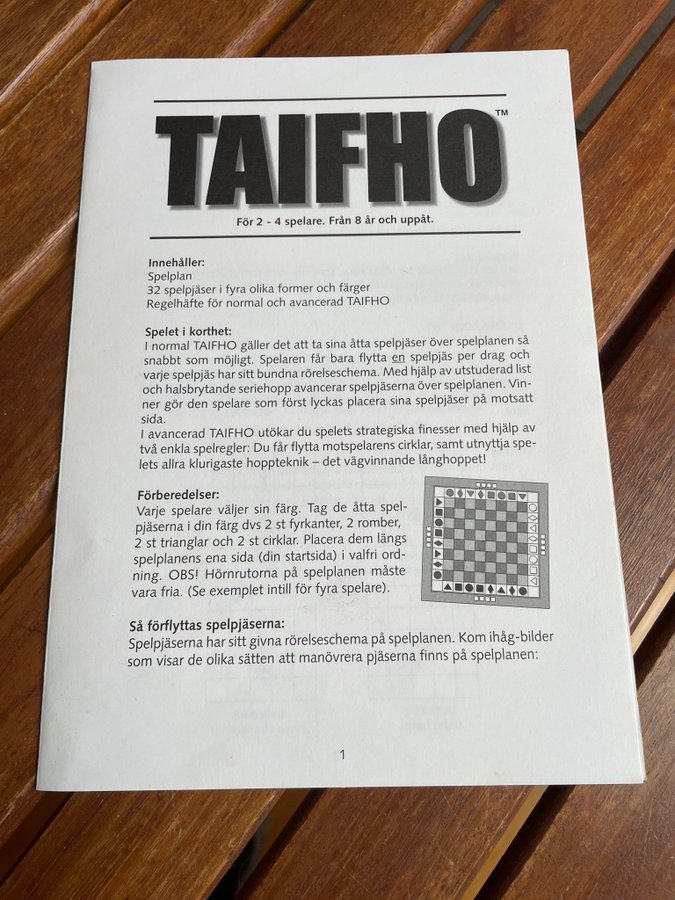 TAIFHO™
För 2 - 4 spelare. Från 8 år och uppåt.
Innehåller:
Spelplan
32 spelpjäser i fyra olika former och färger
Regelhäfte för normal och avancerad TAIFHO
Spelet i korthet:
I normal TAIFHO gäller det att ta sina åtta spelpjäser över spelplanen så
snabbt som möjligt. Spelaren får bara flytta en spelpjäs per drag och
varje spelpjäs har sitt bundna rörelseschema. Med hjälp av utstuderad list
och halsbrytande seriehopp avancerar spelpjäserna över spelplanen. Vin-
ner gör den spelare som först lyckas placera sina spelpjäser på motsatt
sida.
I avancerad TAIFHO utökar du spelets strategiska finesser med hjälp av
två enkla spelregler: Du får flytta motspelarens cirklar, samt utnyttja spe-
lets allra klurigaste hoppteknik – det vägvinnande långhoppet!
Förberedelser:
Varje spelare väljer sin färg. Tag de åtta spel-
pjäserna i din färg dvs 2 st fyrkanter, 2 romber,
2 st trianglar och 2 st cirklar. Placera dem längs
spelplanens ena sida (din startsida) i valfri ord-
ning. OBS! Hörnrutorna på spelplanen måste
vara fria. (Se exemplet intill för fyra spelare).
Så förflyttas spelpjäserna:
Spelpjäserna har sitt givna rörelseschema på spelplanen. Kom ihåg-bilder
som visar de olika sätten att manövrera pjäserna finns på spelplanen:
1